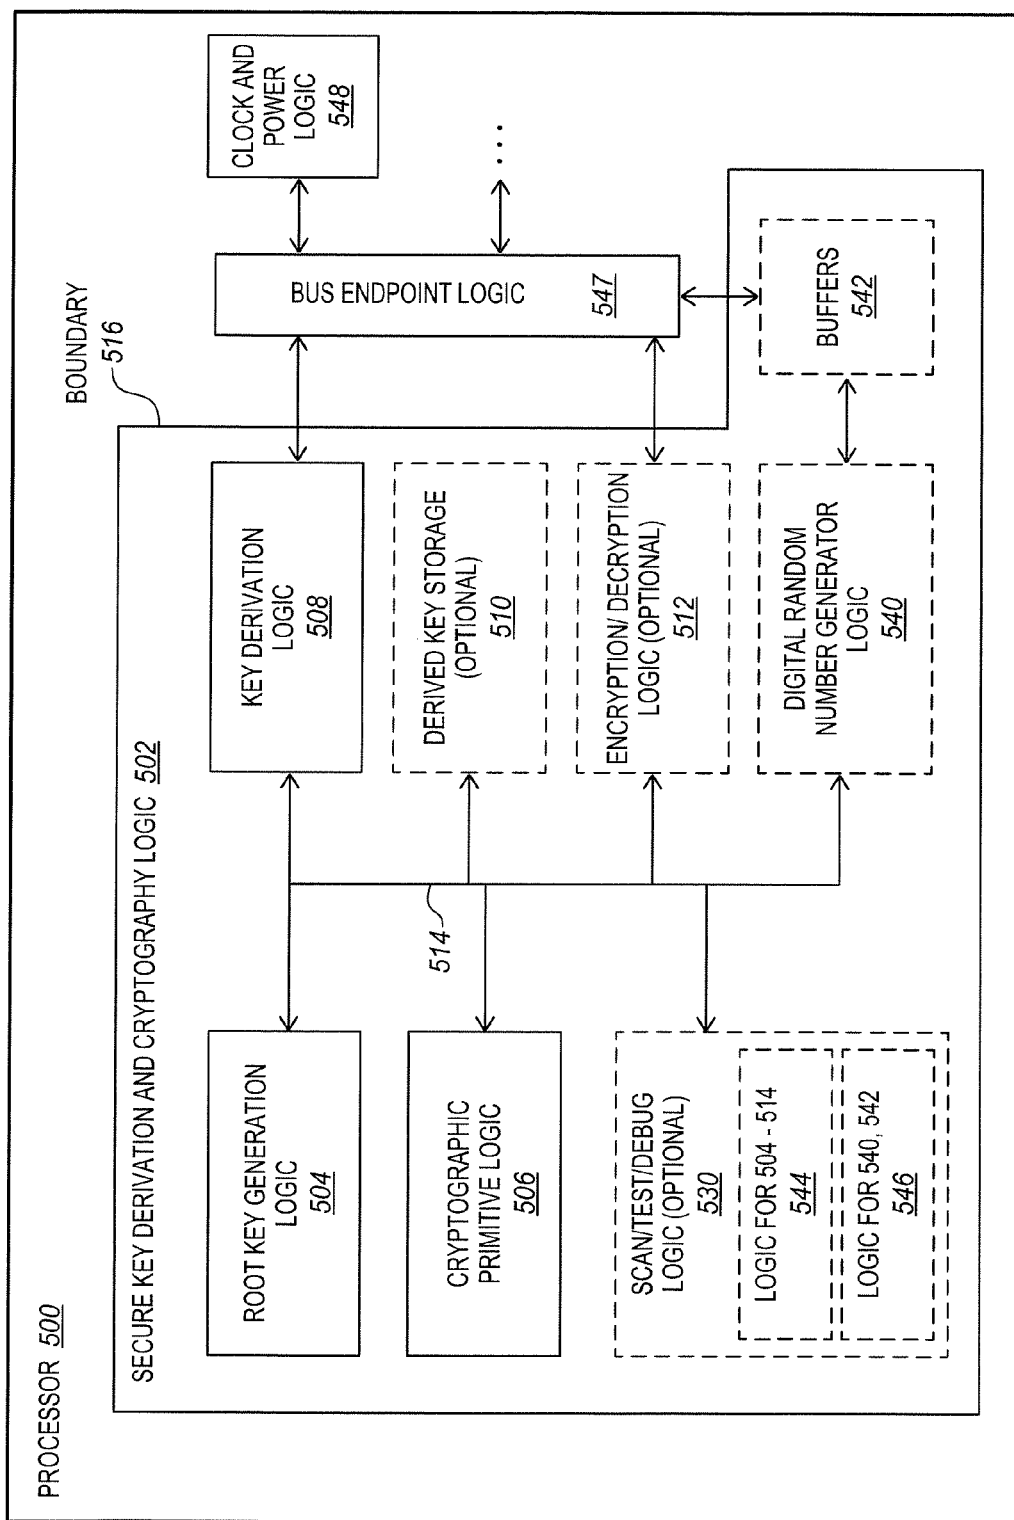 PROCESSOR 500
SECURE KEY DERIVATION AND CRYPTOGRAPHY LOGIC 502
BOUNDARY
516
ROOT KEY GENERATION
LOGIC
504
CRYPTOGRAPHIC
PRIMITIVE LOGIC
506
SCAN/TEST/DEBUG
LOGIC (OPTIONAL)
530
LOGIC FOR 504 - 514
544
LOGIC FOR 540, 542
546
514
KEY DERIVATION
LOGIC
508
DERIVED KEY STORAGE
(OPTIONAL)
510
ENCRYPTION/ DECRYPTION
LOGIC (OPTIONAL)
512
DIGITAL RANDOM
NUMBER GENERATOR
LOGIC
540
BUS ENDPOINT LOGIC 547
BUFFERS
542
CLOCK AND
POWER
LOGIC
548
...